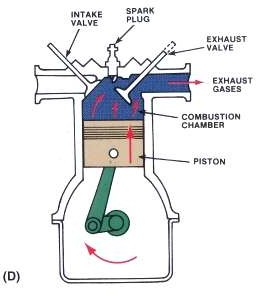 INTAKE
VALVE
SPARK
PLUG
EXHAUST
VALVE
EXHAUST
GASES
COMBUSTION
CHAMBER
PISTON
(D)